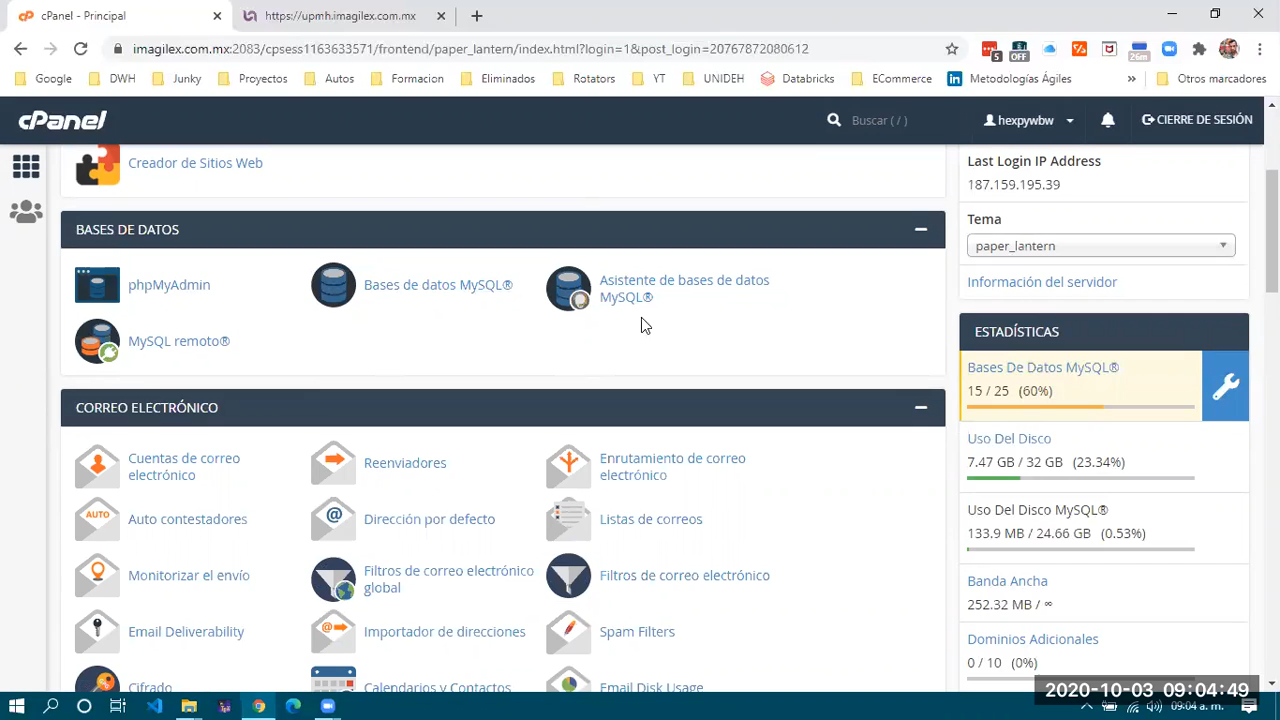 cPanel - Principal
https://upmh.imagilex.com.mx
imagilex.com.mx:2083/cpsess1163633571/frontend/paper_lantern/index.html?login=1&post_login=20767872080612
5
OFF
26m
Google
DWH
Junky
Proyectos
Autos
Formacion
Eliminados
Rotators
YT
UNIDEH
Databricks
ECommerce
Metodologías Ágiles
»
Otros marcadores
cPanel
Buscar ( / )
hexpywbw
CIERRE DE SESIÓN
Creador de Sitios Web
BASES DE DATOS
phpMyAdmin
Bases de datos MySQL®
Asistente de bases de datos
MySQL®
MySQL remoto®
CORREO ELECTRÓNICO
Cuentas de correo
electrónico
Reenviadores
Enrutamiento de correo
electrónico
AUTO
Auto contestadores
@
Dirección por defecto
Listas de correos
Monitorizar el envío
Filtros de correo electrónico
global
Filtros de correo electrónico
Email Deliverability
@
Importador de direcciones
Spam Filters
Cifrado
Calendarios y Contactos
Email Disk Usage
Last Login IP Address
187.159.195.39
Tema
paper_lantern
Información del servidor
ESTADÍSTICAS
Bases De Datos MySQL®
15 / 25 (60%)
Uso Del Disco
7.47 GB / 32 GB (23.34%)
Uso Del Disco MySQL®
133.9 MB / 24.66 GB (0.53%)
Banda Ancha
252.32 MB / ∞
Dominios Adicionales
0 / 10 (0%)
2020-10-03 09:04:49
09:04 a. m.